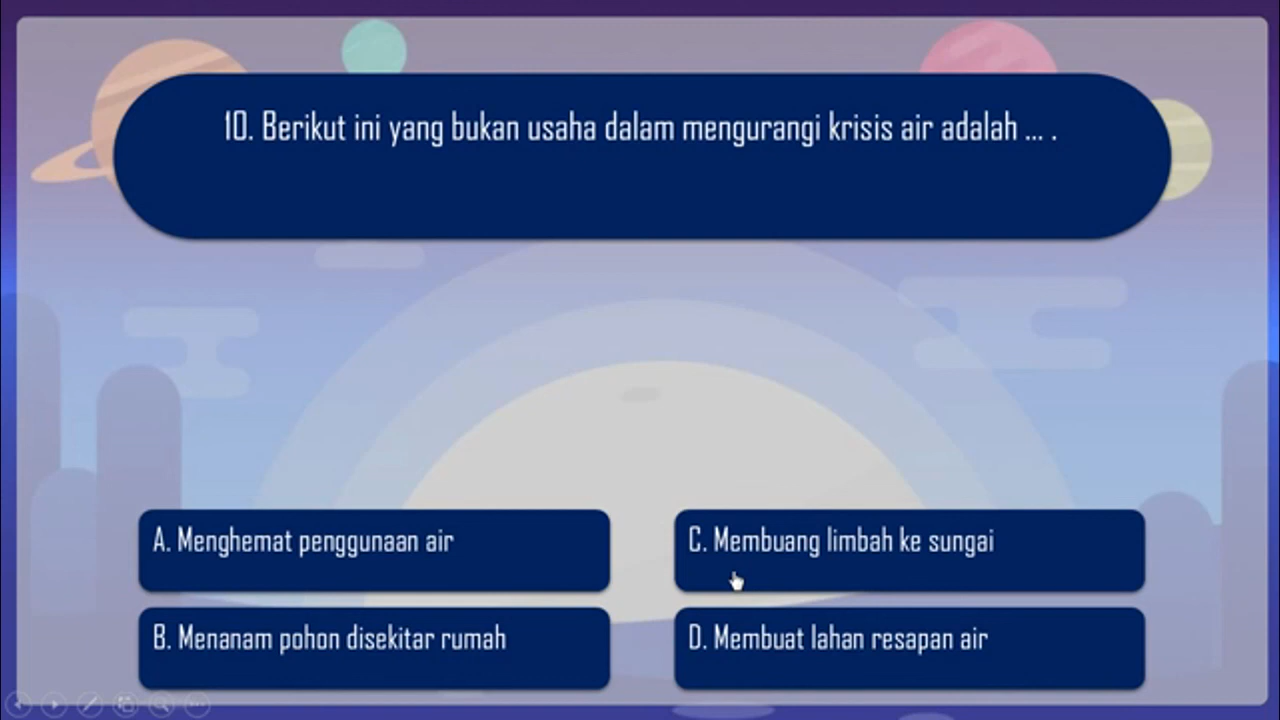 10. Berikut ini yang bukan usaha dalam mengurangi krisis air adalah ... .
A. Menghemat penggunaan air
B. Menanam pohon disekitar rumah
C. Membuang limbah ke sungai
D. Membuat lahan resapan air